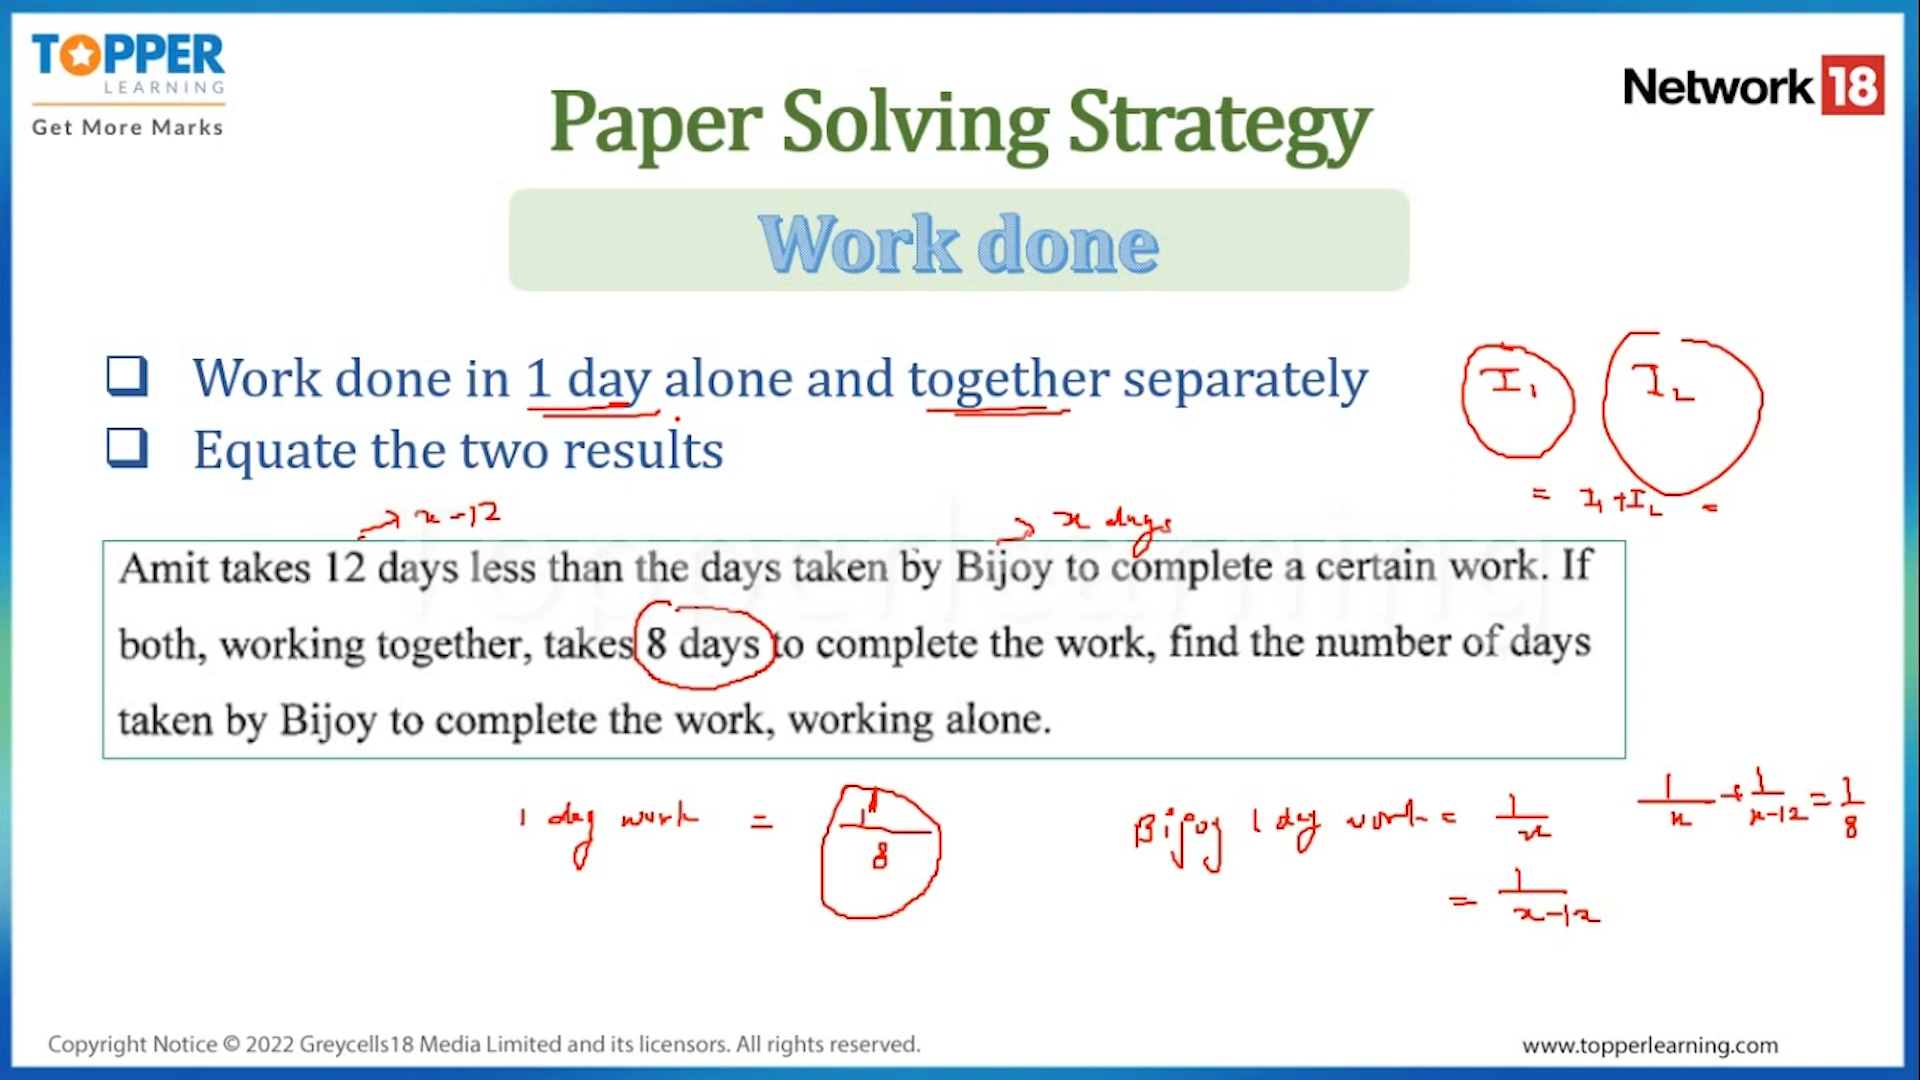 TOPPER
LEARNING
Get More Marks
Network 18
Paper Solving Strategy
Work done
Work done in 1 day alone and together separately
Equate the two results
I₁ I₂
= I₁+I₂ =
x-12
x days
Amit takes 12 days less than the days taken by Bijoy to complete a certain work. If
both, working together, takes 8 days to complete the work, find the number of days
taken by Bijoy to complete the work, working alone.
1 day work = 1/8
Bijoy 1 day work = 1/x
= 1/x-12
1/x + 1/x-12 = 1/8
Topperlearning
Copyright Notice © 2022 Greycells18 Media Limited and its licensors. All rights reserved.
www.topperlearning.com